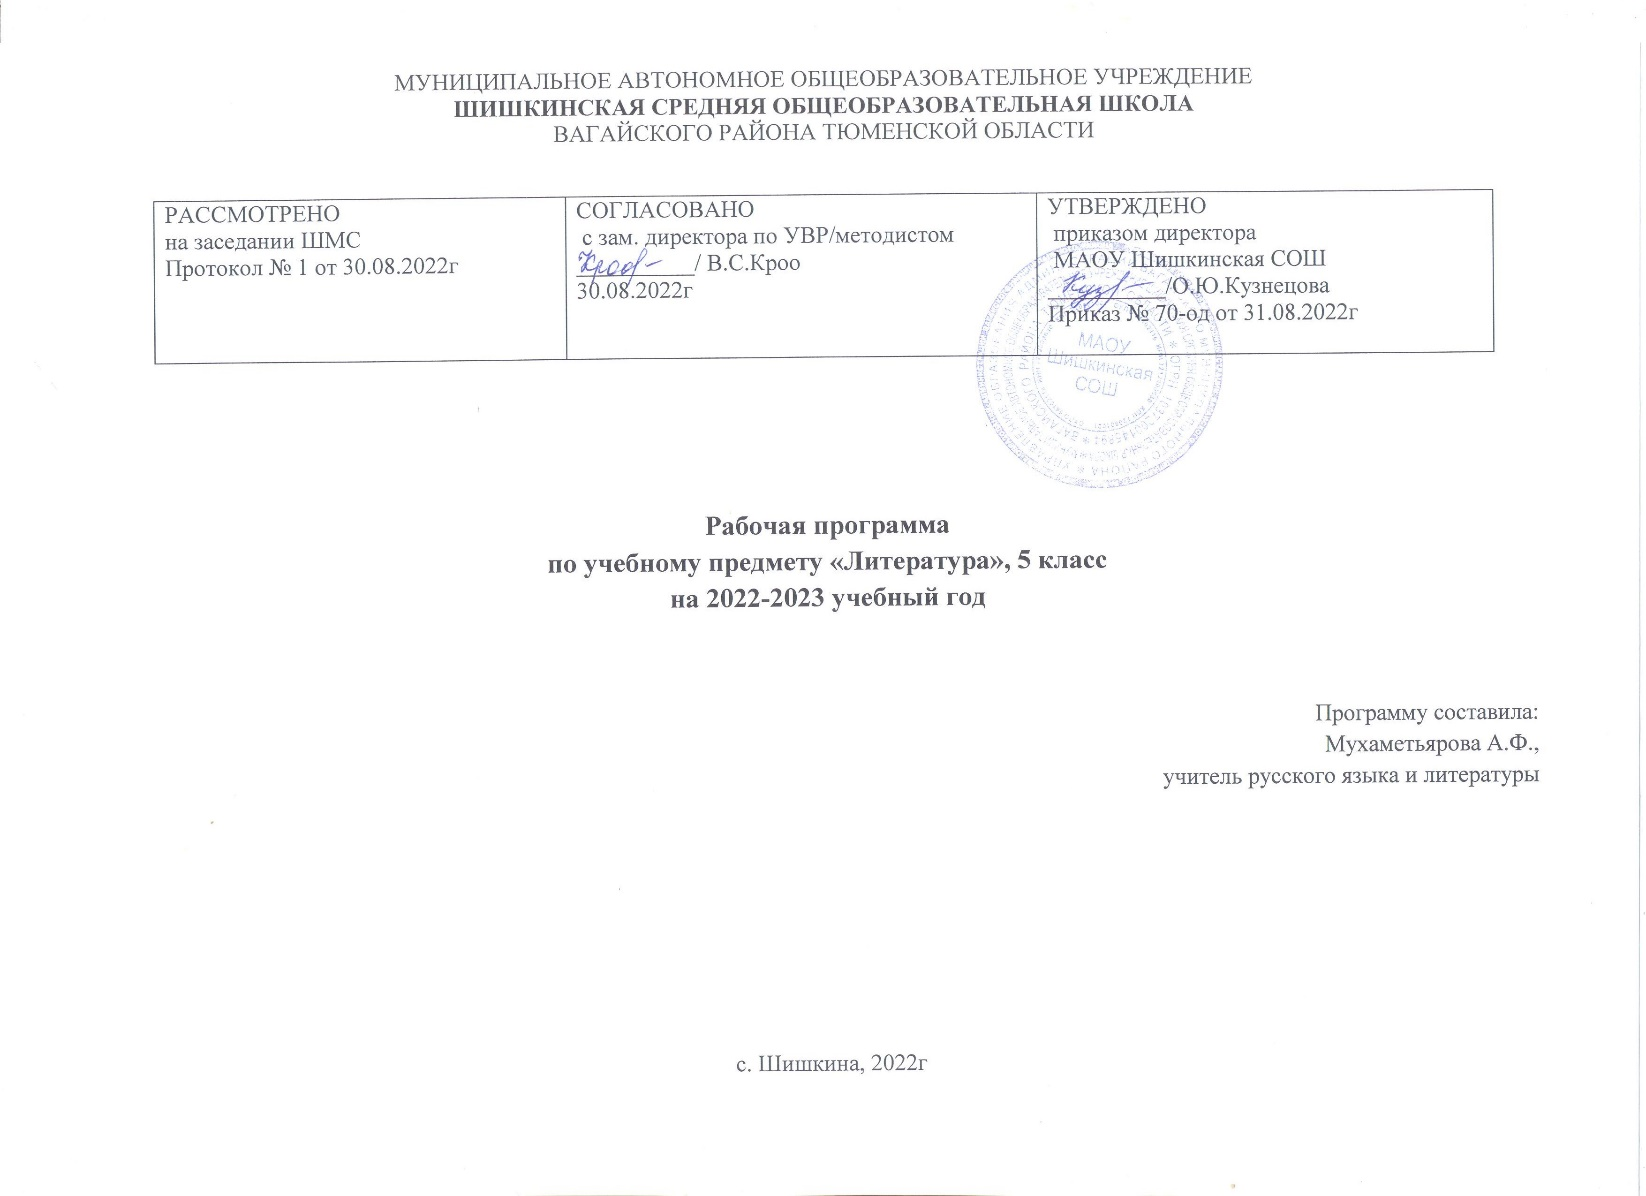 МУНИЦИПАЛЬНОЕ АВТОНОМНОЕ ОБЩЕОБРАЗОВАТЕЛЬНОЕ УЧРЕЖДЕНИЕ
ШИШКИНСКАЯ СРЕДНЯЯ ОБЩЕОБРАЗОВАТЕЛЬНАЯ ШКОЛА
ВАГАЙСКОГО РАЙОНА ТЮМЕНСКОЙ ОБЛАСТИ
РАССМОТРЕНО
на заседании ШМС
Протокол № 1 от 30.08.2022г
СОГЛАСОВАНО
с зам. директора по УВР/методистом
/ В.С.Кроо
30.08.2022г
УТВЕРЖДЕНО
приказом директора
МАОУ Шишкинская СОШ
/О.Ю.Кузнецова
Приказ № 70-од от 31.08.2022г
МАОУ
Шишкинская
СОШ
Рабочая программа
по учебному предмету «Литература», 5 класс
на 2022-2023 учебный год
Программу составила:
Мухаметьярова А.Ф.,
учитель русского языка и литературы
с. Шишкина, 2022г